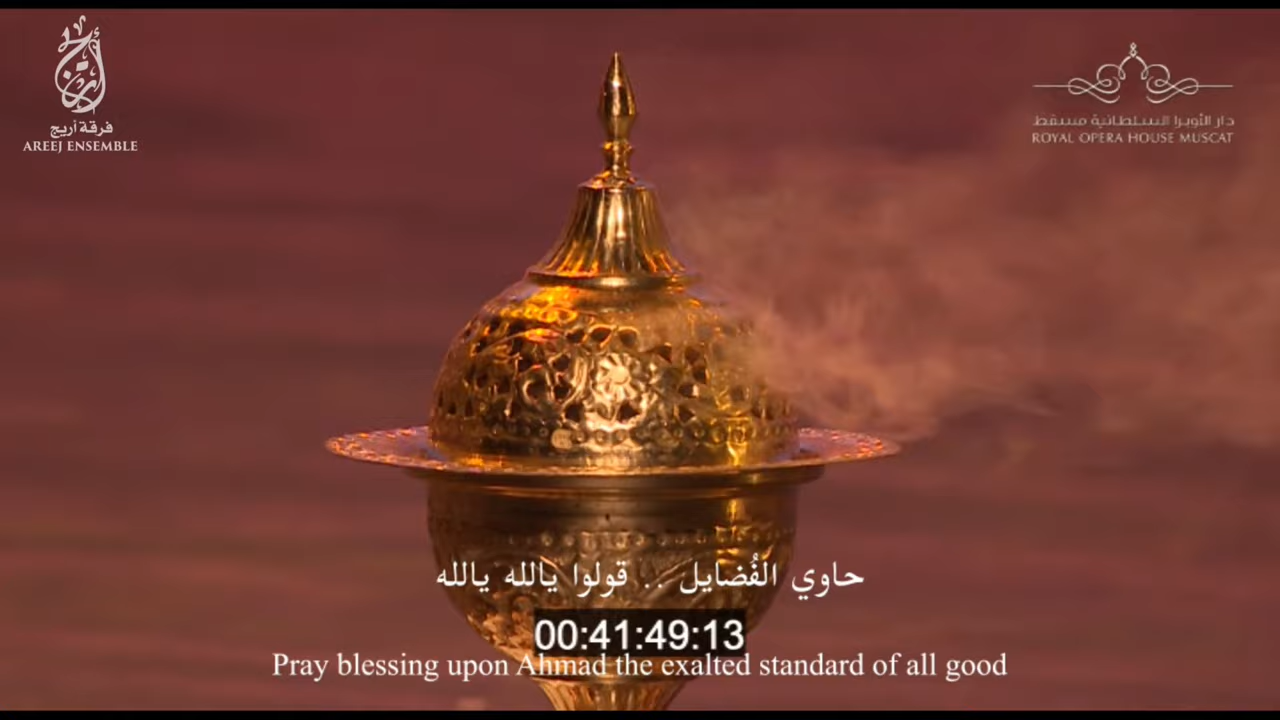 أريج
فرقة أريج
AREEJ ENSEMBLE
دار الأوبرا السلطانية مسقط
ROYAL OPERA HOUSE MUSCAT
حاوي الفُضايل .. قولوا يالله يالله
00:41:49:13
Pray blessing upon Ahmad the exalted standard of all good